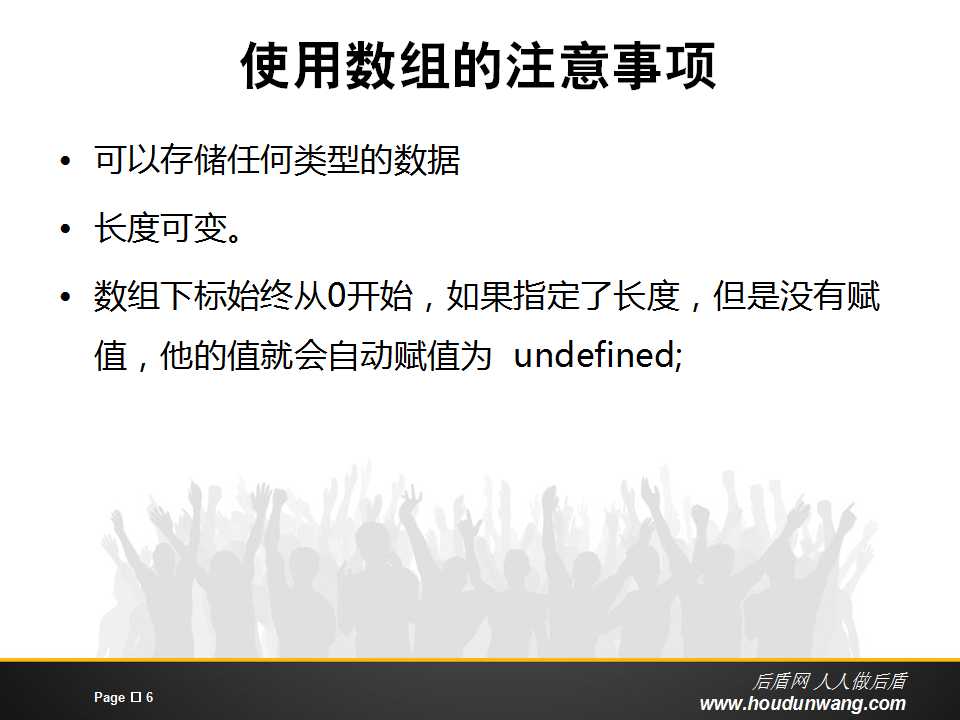 使用数组的注意事项
• 可以存储任何类型的数据
• 长度可变。
• 数组下标始终从0开始，如果指定了长度，但是没有赋
值，他的值就会自动赋值为 undefined;
Page □ 6
后盾网 人人做后盾
www.houdunwang.com